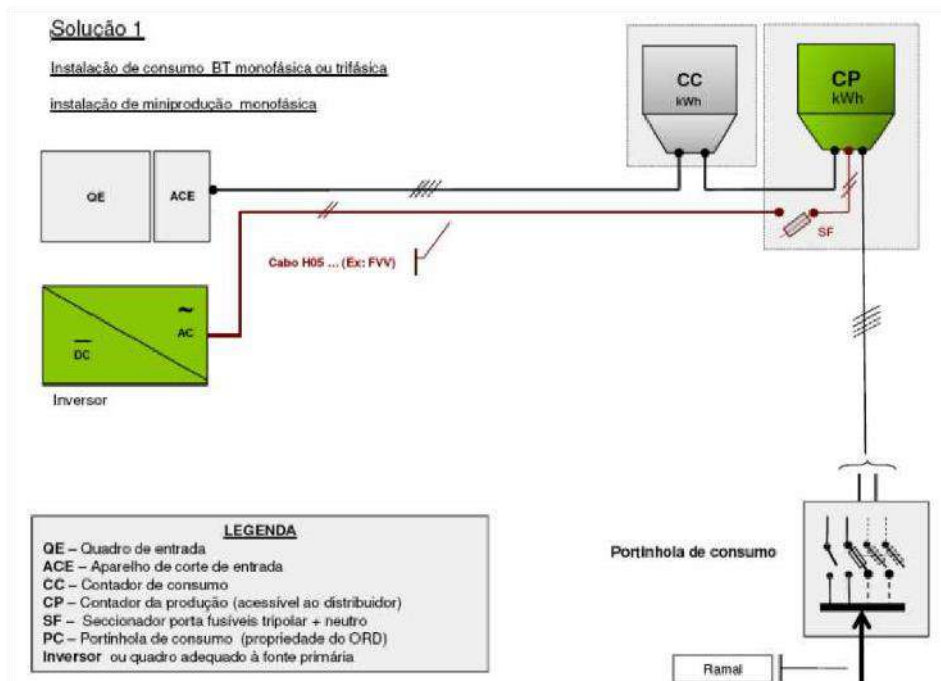 Solução 1
Instalação de consumo BT monofásica ou trifásica
instalação de miniprodução monofásica
CC
kWh
CP
kWh
QE
ACE
SF
Cabo H05 ... (Ex: FVV)
~
AC
DC
Inversor
LEGENDA
QE – Quadro de entrada
ACE – Aparelho de corte de entrada
CC – Contador de consumo
CP – Contador da produção (acessível ao distribuidor)
SF – Seccionador porta fusíveis tripolar + neutro
PC – Portinhola de consumo (propriedade do ORD)
Inversor ou quadro adequado à fonte primária
Portinhola de consumo
Ramal